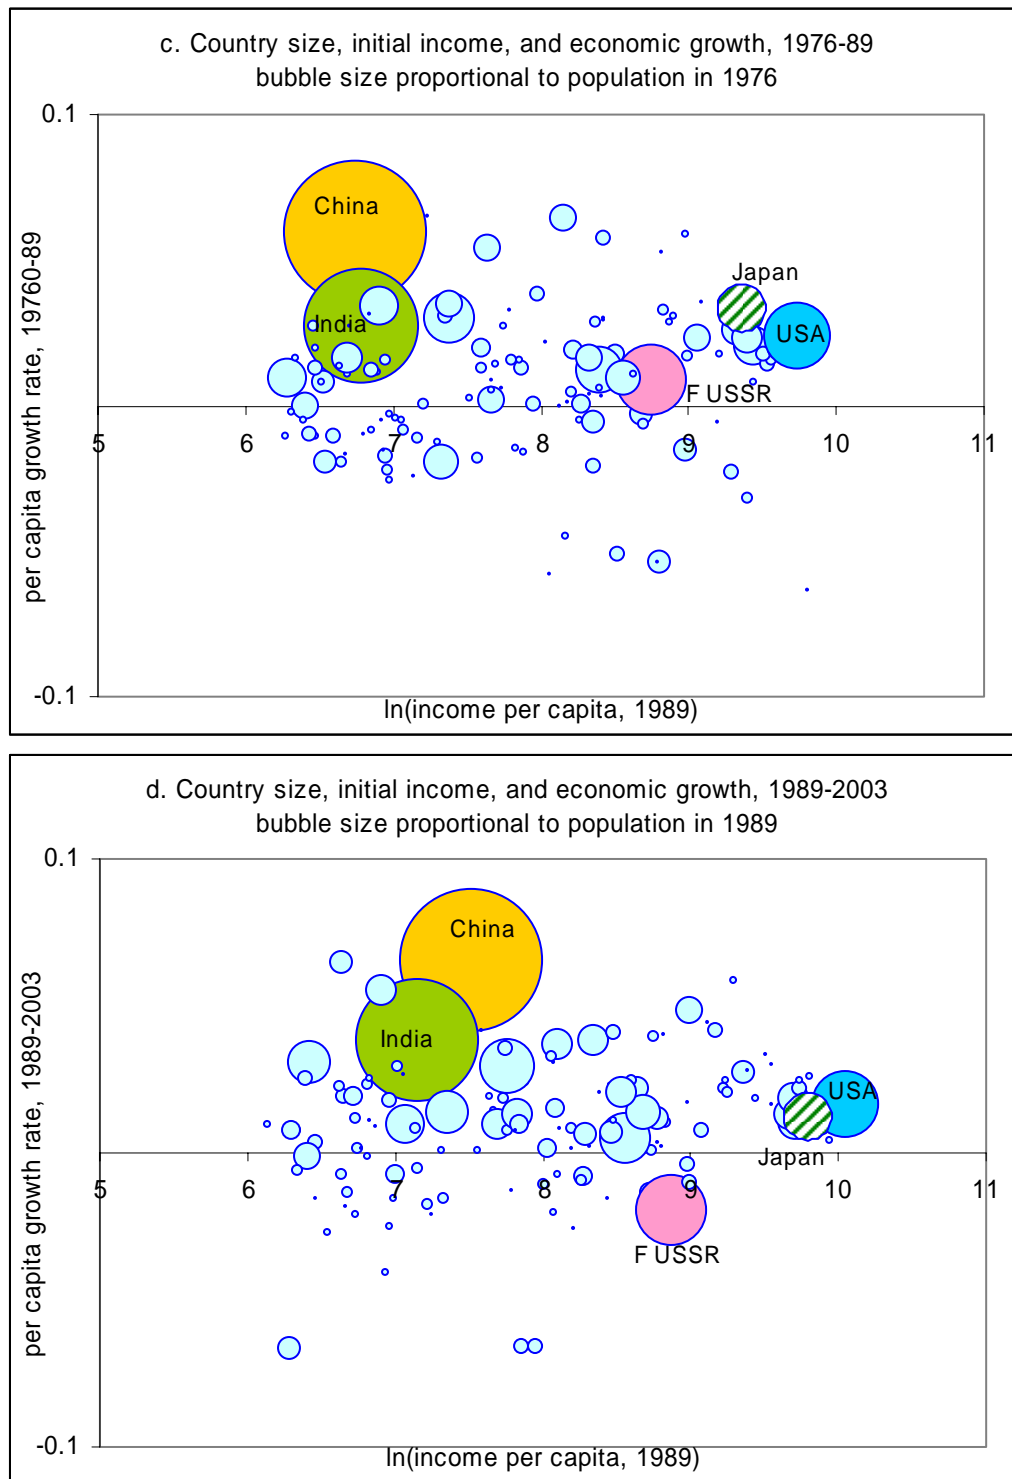 c. Country size, initial income, and economic growth, 1976-89
bubble size proportional to population in 1976
0.1
China
Japan
India
USA
F USSR
5
6
7
8
9
10
11
per capita growth rate, 19760-89
-0.1
ln(income per capita, 1989)
d. Country size, initial income, and economic growth, 1989-2003
bubble size proportional to population in 1989
0.1
China
India
USA
Japan
5
6
7
8
9
10
11
F USSR
per capita growth rate, 1989-2003
-0.1
ln(income per capita, 1989)